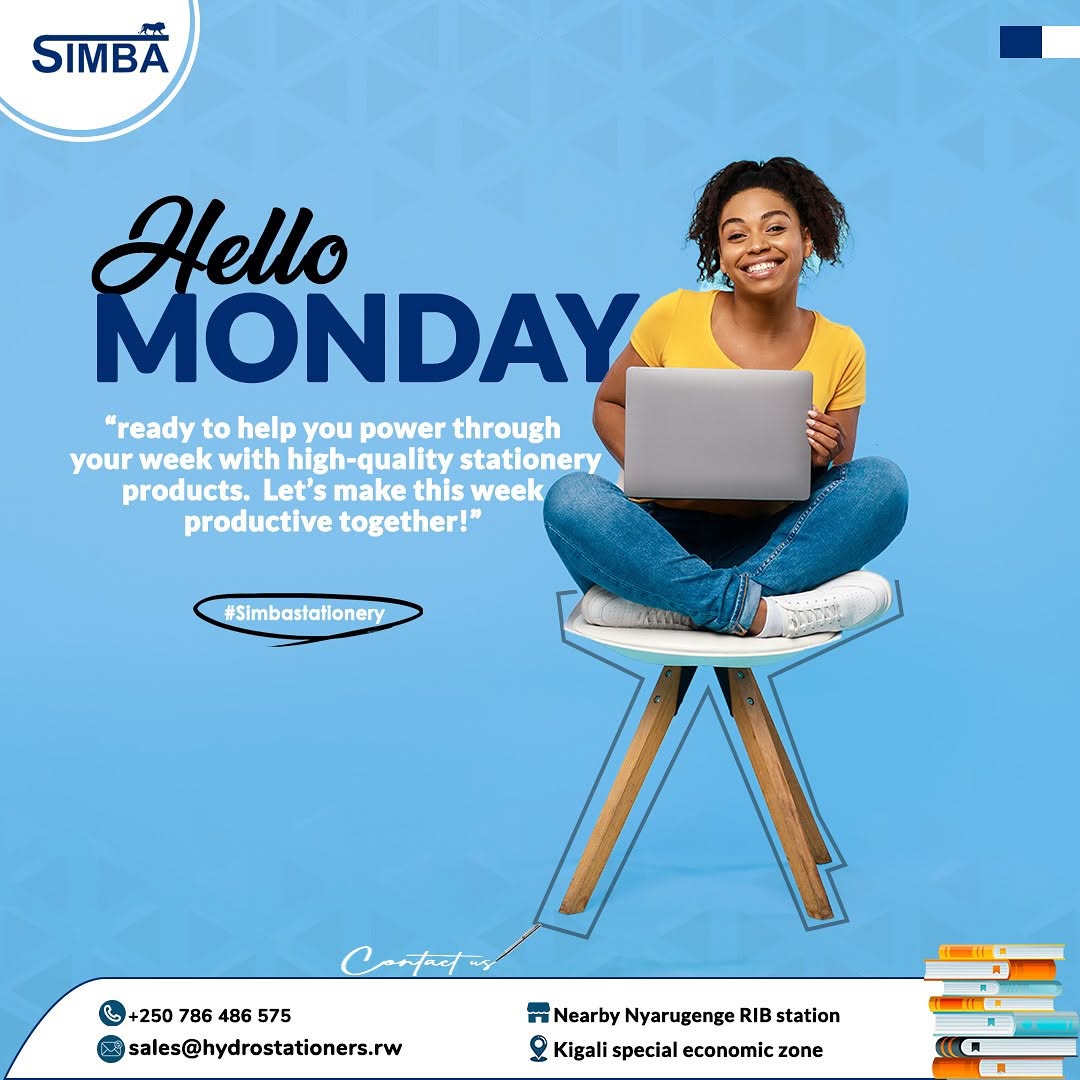 SIMBA
Hello
MONDAY
“ready to help you power through
your week with high-quality stationery
products.  Let’s make this week
productive together!”
#Simbastationery
Contact us
+250 786 486 575
sales@hydrostationers.rw
Nearby Nyarugenge RIB station
Kigali special economic zone